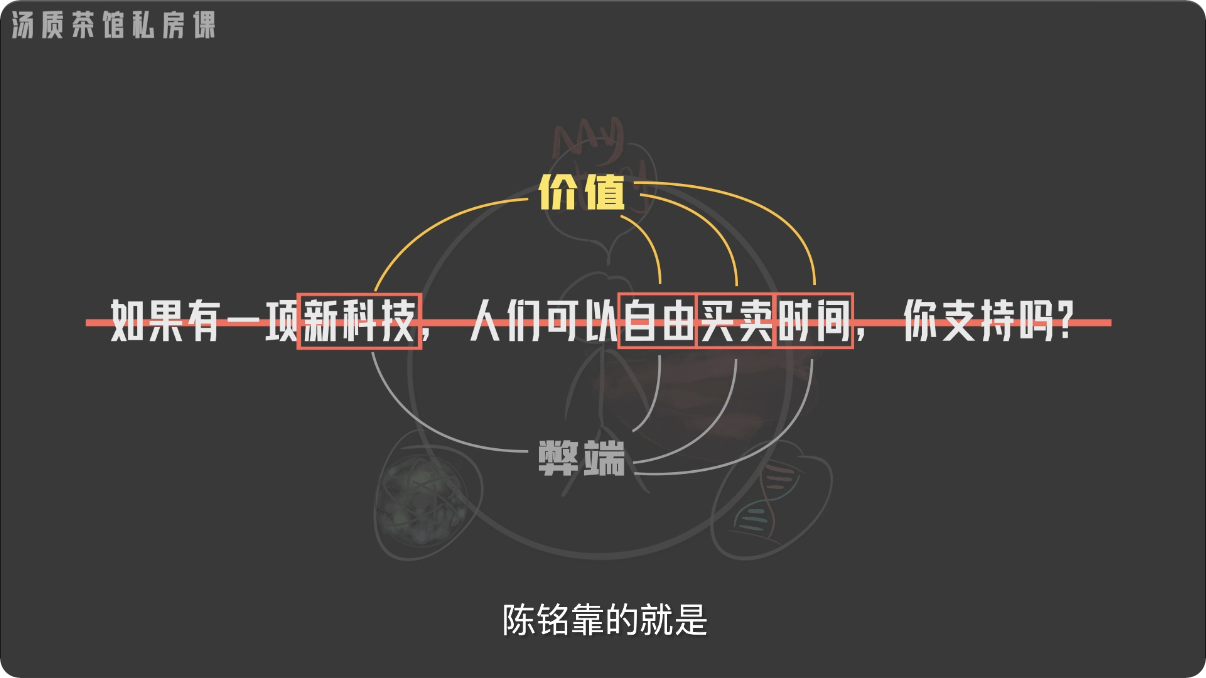 汤质茶馆私房课
My
价值
如果有一项新科技，人们可以自由买卖时间，你支持吗？
弊端
陈铭靠的就是